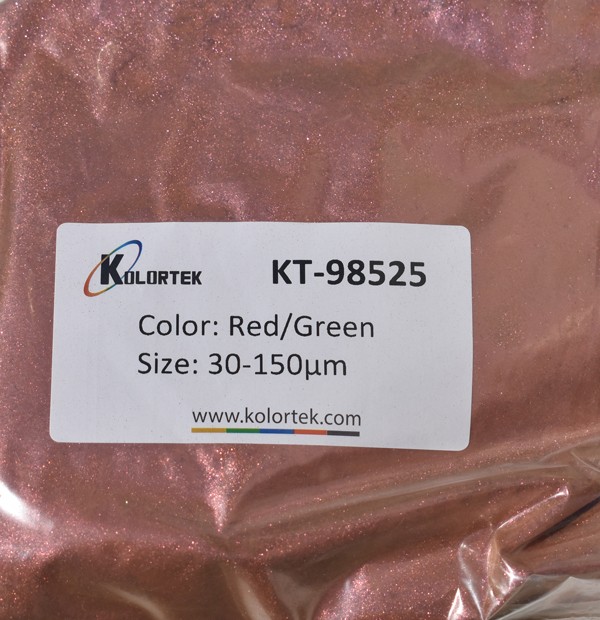 KOLORTEK KT-98525
Color: Red/Green
Size: 30-150μm
www.kolortek.com